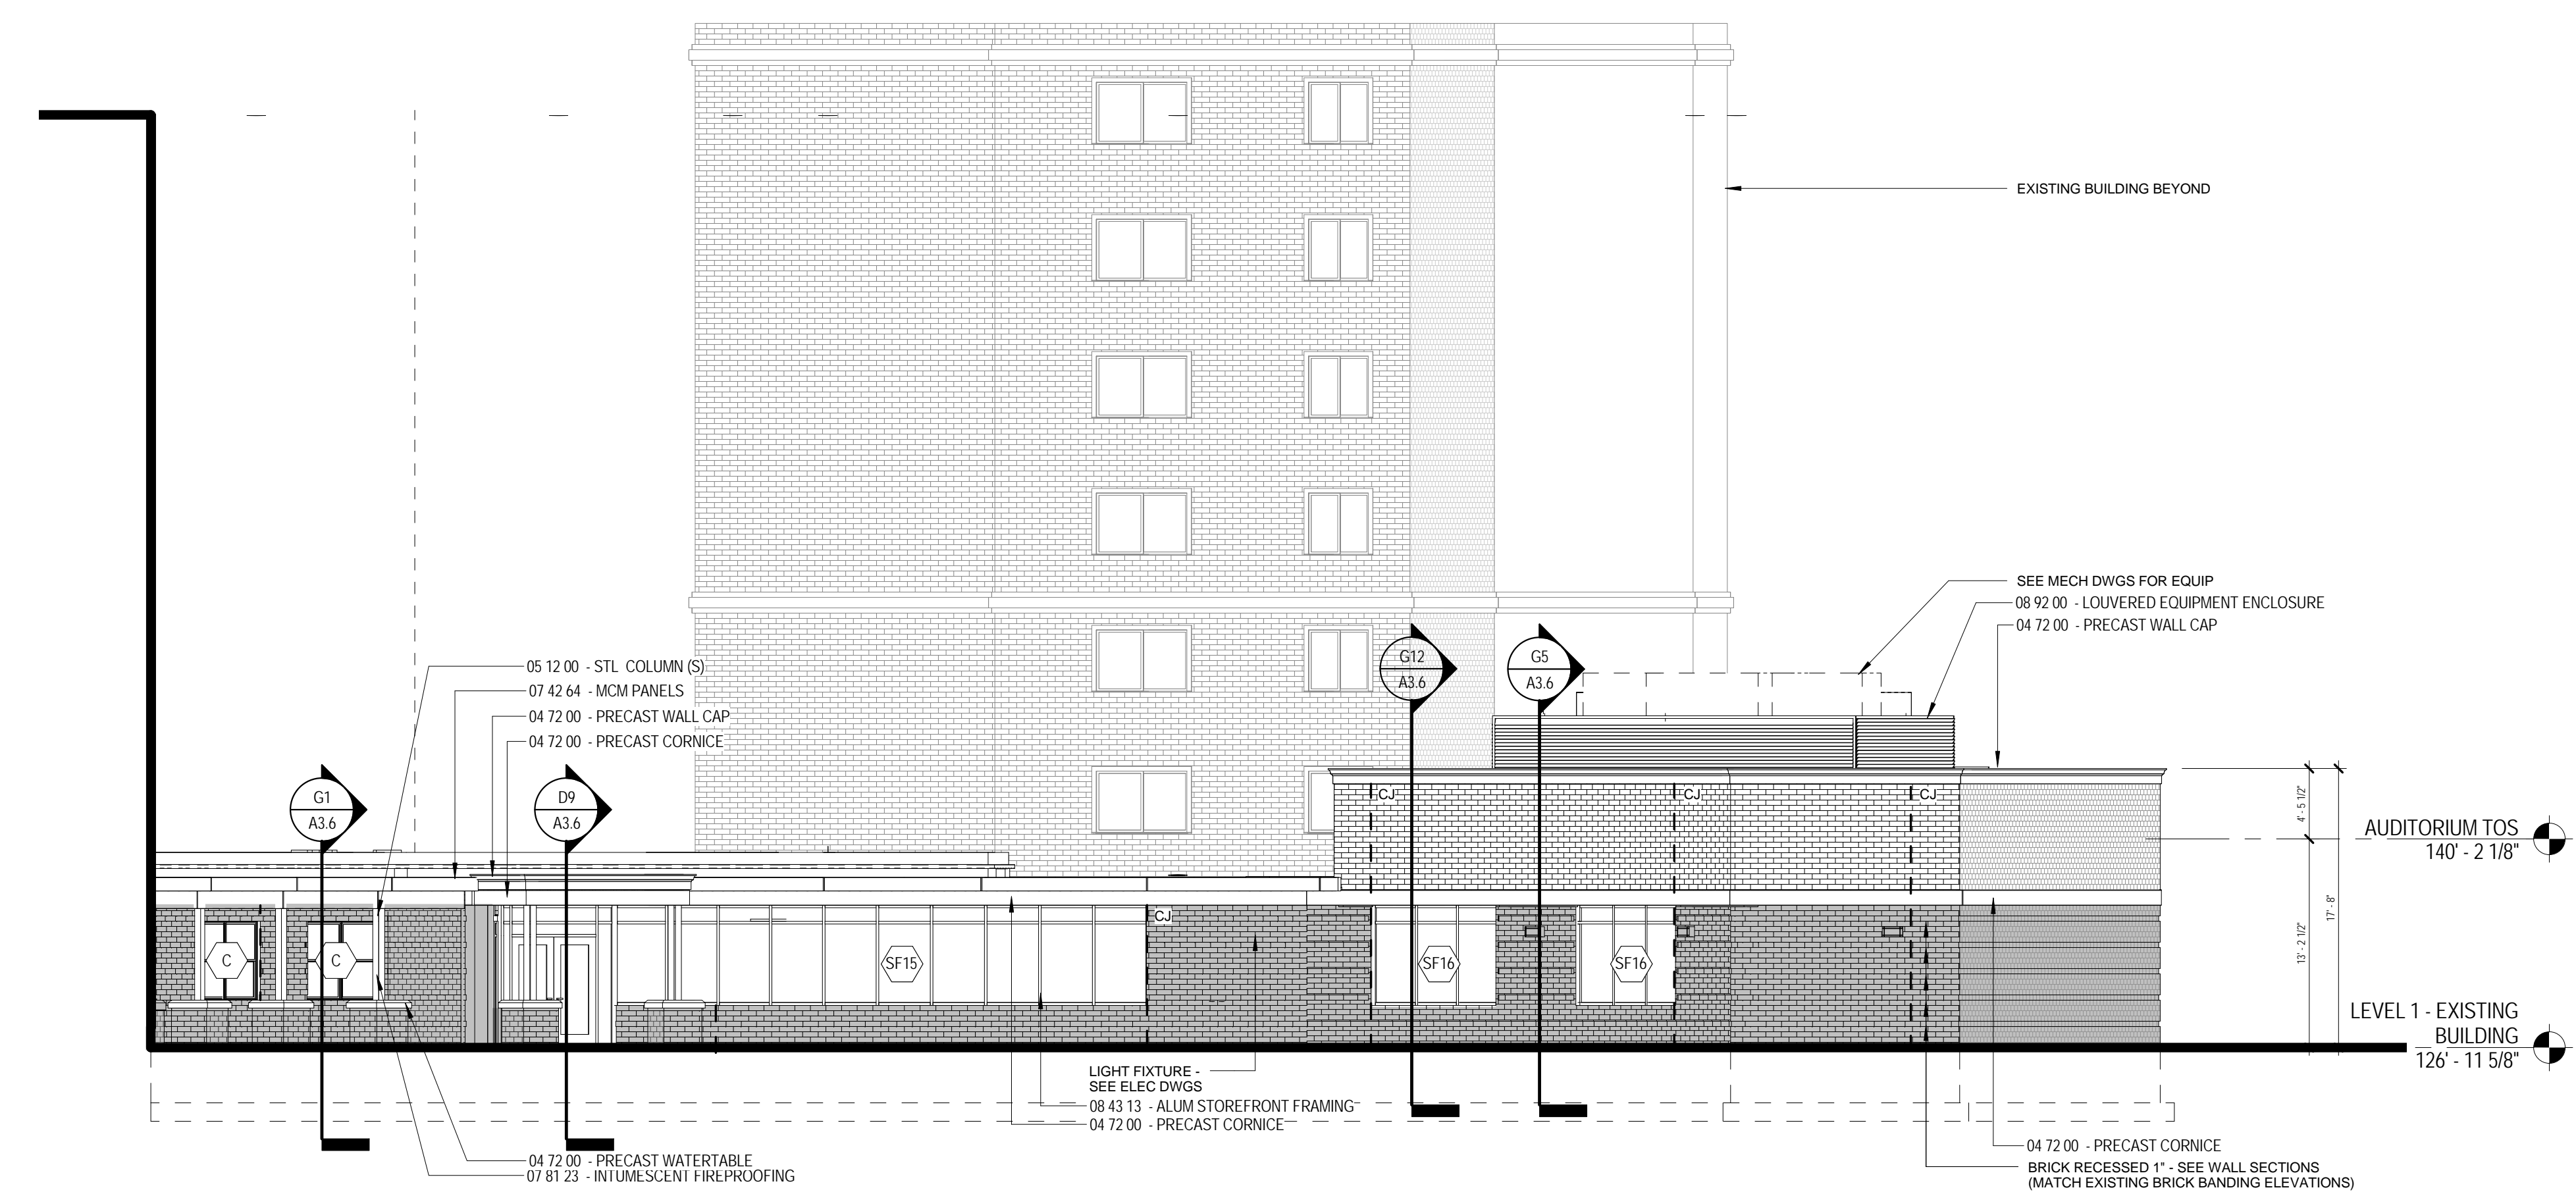 EXISTING BUILDING BEYOND
SEE MECH DWGS FOR EQUIP
08 92 00 - LOUVERED EQUIPMENT ENCLOSURE
04 72 00 - PRECAST WALL CAP
05 12 00 - STL COLUMN (S)
07 42 64 - MCM PANELS
04 72 00 - PRECAST WALL CAP
04 72 00 - PRECAST CORNICE
G12
A3.6
G5
A3.6
G1
A3.6
D9
A3.6
CJ
CJ
CJ
4' - 5 1/2"
17' - 8"
13' - 2 1/2"
AUDITORIUM TOS
140' - 2 1/8"
CJ
C
C
SF15
SF16
SF16
LEVEL 1 - EXISTING
BUILDING
126' - 11 5/8"
LIGHT FIXTURE -
SEE ELEC DWGS
08 43 13 - ALUM STOREFRONT FRAMING
04 72 00 - PRECAST CORNICE
04 72 00 - PRECAST WATERTABLE
07 81 23 - INTUMESCENT FIREPROOFING
04 72 00 - PRECAST CORNICE
BRICK RECESSED 1" - SEE WALL SECTIONS
(MATCH EXISTING BRICK BANDING ELEVATIONS)